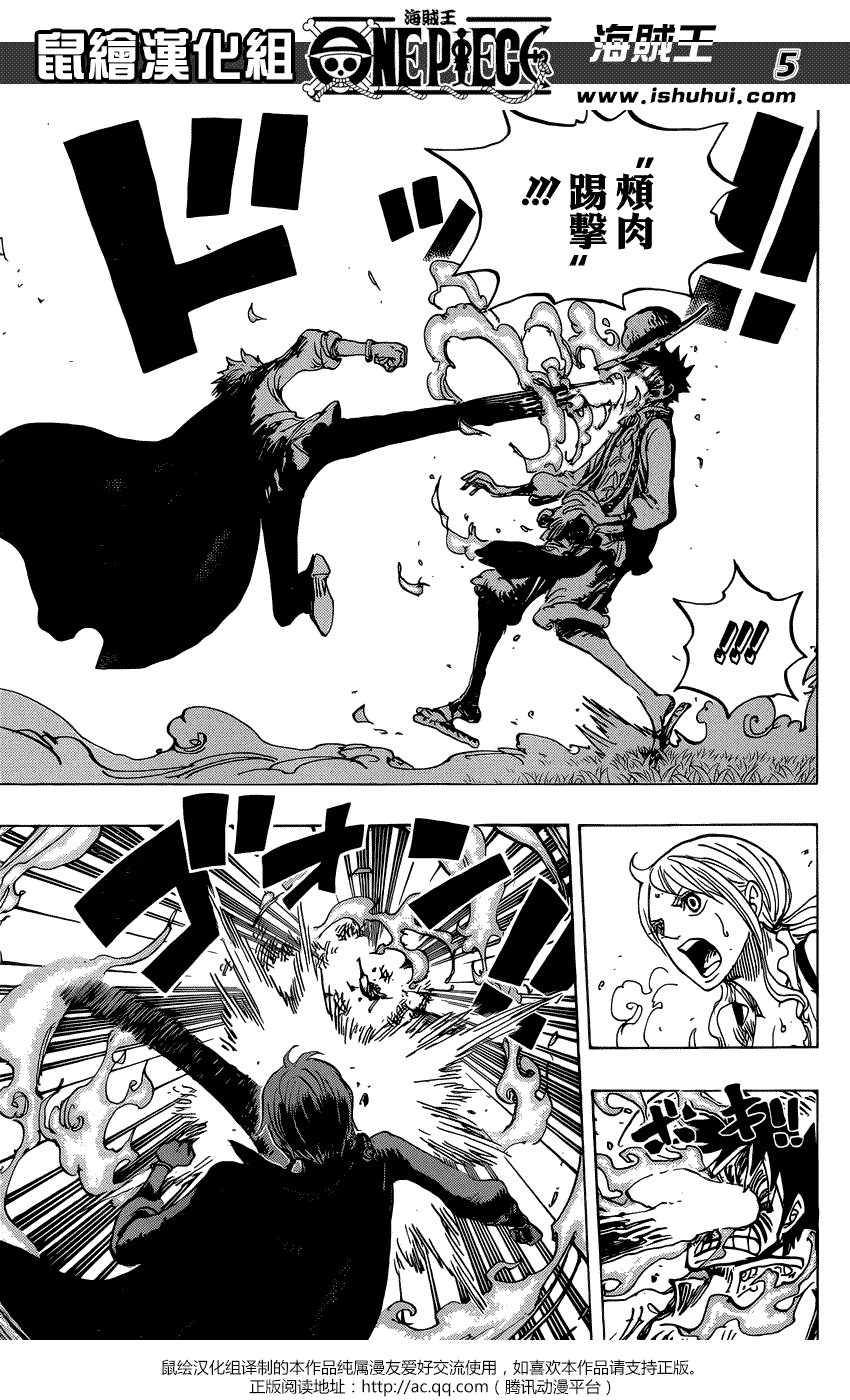 鼠繪漢化組
海賊王
ONE PIECE
海賊王
5
www.ishuhui.com
"頰肉
踢擊"
!!!
ドッ!!
!!!!
ゴォン!!
ボキキ!!
鼠绘汉化组译制的本作品纯属漫友爱好交流使用，如喜欢本作品请支持正版。
正版阅读地址：http://ac.qq.com（腾讯动漫平台）